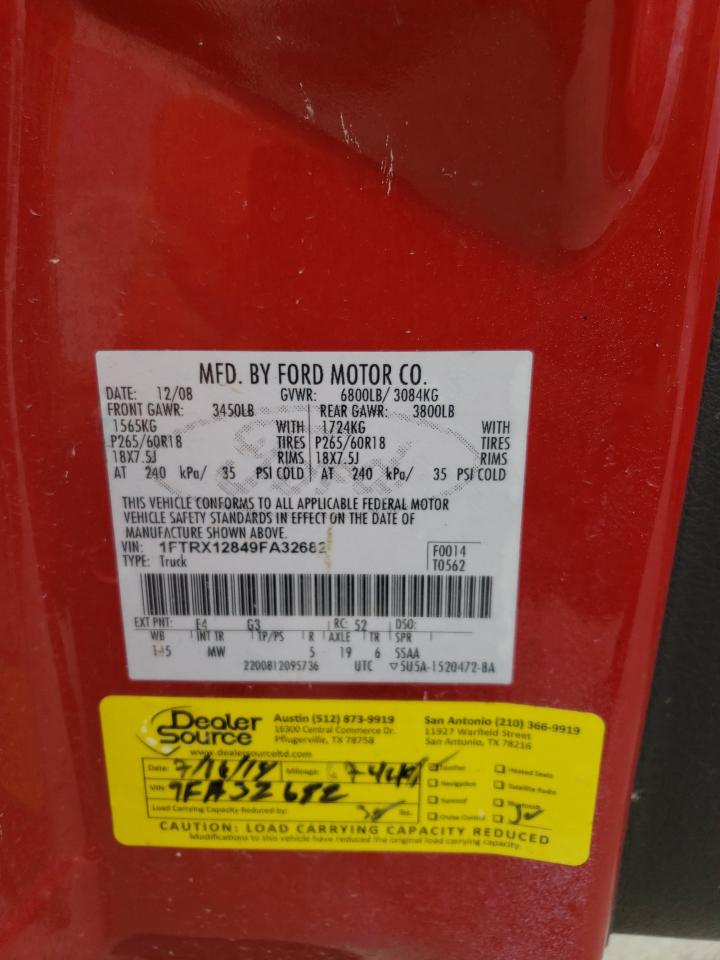 MFD. BY FORD MOTOR CO.
DATE: 12/08 GVWR: 6800LB/ 3084KG
FRONT GAWR: 3450LB REAR GAWR: 3800LB
1565KG WITH 1724KG WITH
P265/60R18 TIRES P265/60R18 TIRES
18X7.5J RIMS 18X7.5J RIMS
AT 240 kPa/ 35 PSI COLD AT 240 kPa/ 35 PSI COLD
THIS VEHICLE CONFORMS TO ALL APPLICABLE FEDERAL MOTOR
VEHICLE SAFETY STANDARDS IN EFFECT ON THE DATE OF
MANUFACTURE SHOWN ABOVE.
VIN: 1FTRX12849FA32682 F0014
TYPE: Truck T0562
EXT PNT: E4 G3 RC: 52 DSO:
WB INT TR TP/PS R AXLE TR SPR
145 MW 5 19 6 SSAA
2200812095736 UTC ▽5U5A-1520472-BA
Dealer Source
Austin (512) 873-9919
16300 Central Commerce Dr.
Pflugerville, TX 78758
San Antonio (210) 366-9919
11927 Warfield Street
San Antonio, TX 78216
www.dealersourceltd.com
Date: 7/16/19 Mileage:
VIN: 9FA32682
Load Carrying Capacity Reduced by: lbs.
Leather Heated Seats
Navigation Satellite Radio
Sunroof Bluetooth
Cruise Control
CAUTION: LOAD CARRYING CAPACITY REDUCED
Modifications to this vehicle have reduced the original load carrying capacity.